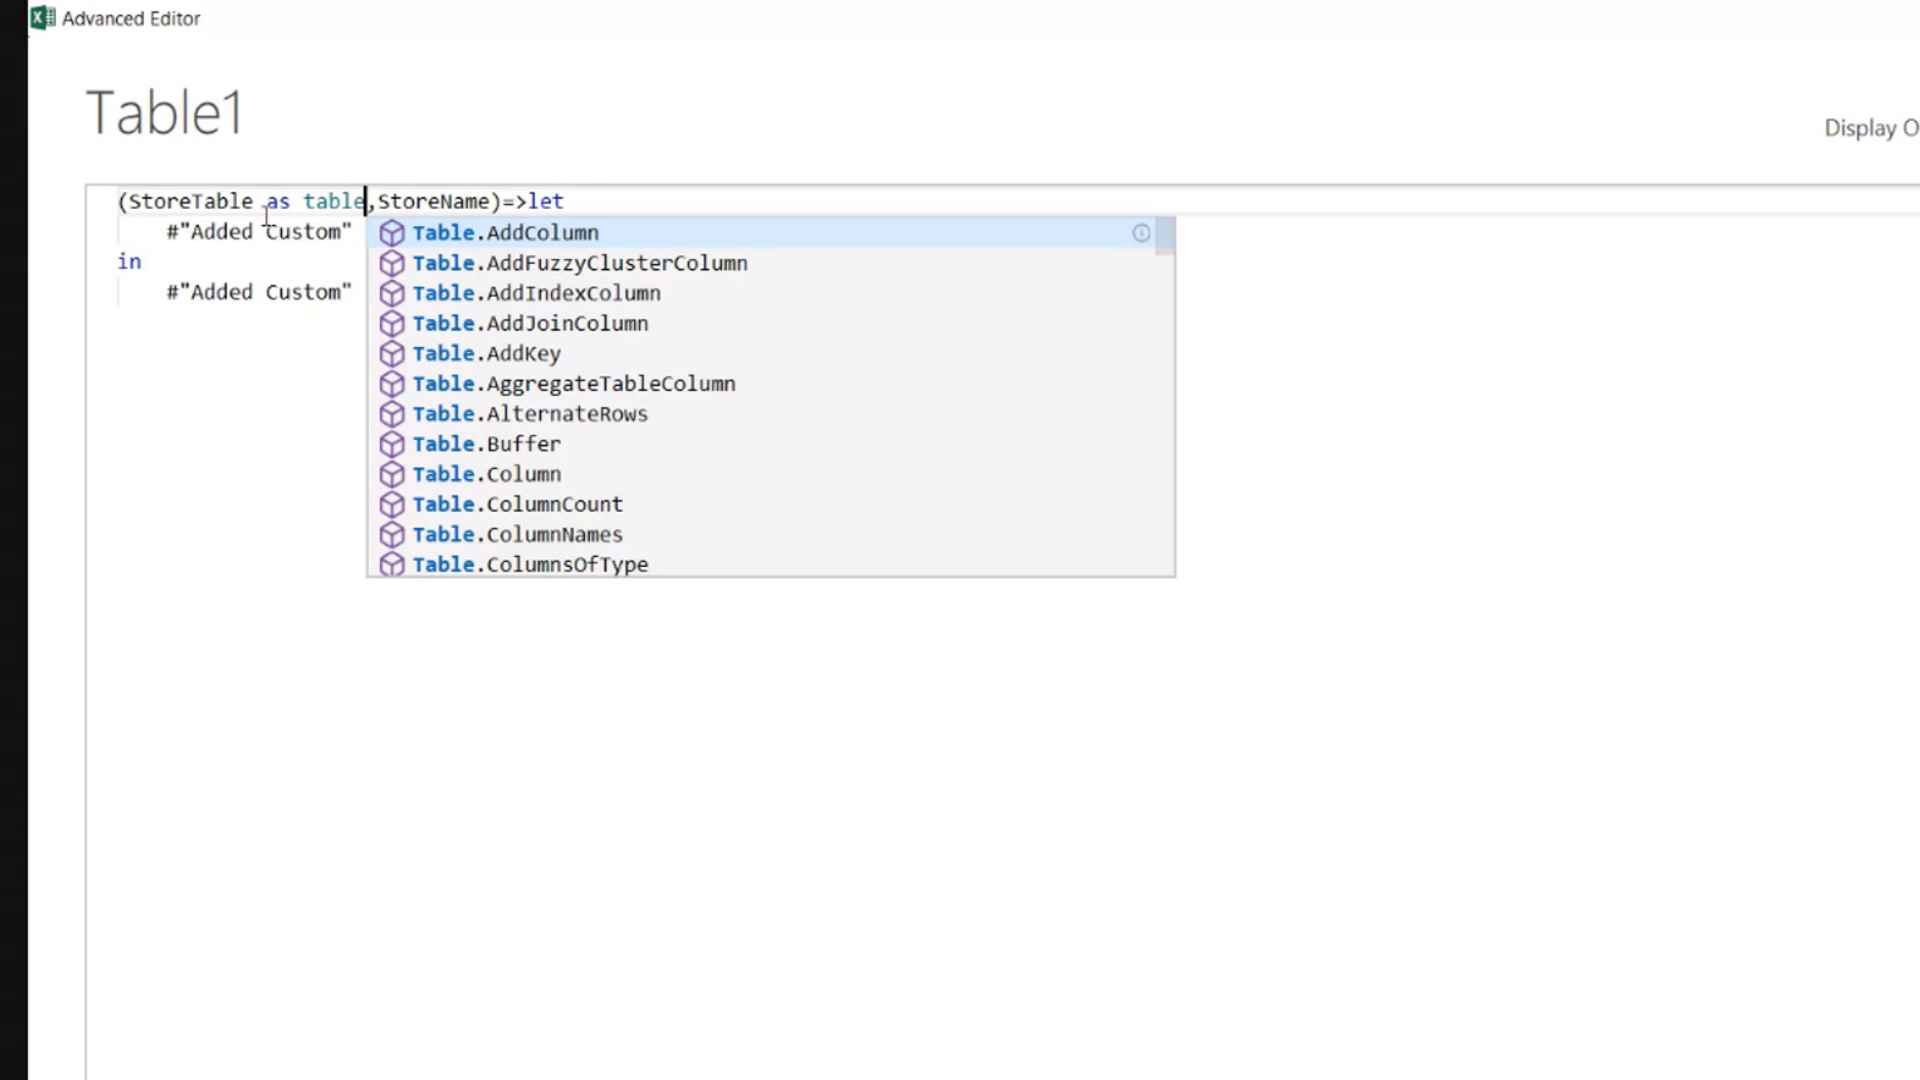 Advanced Editor
Table1
Display O
(StoreTable as table,StoreName)=>let
#"Added Custom"
in
#"Added Custom"
Table.AddColumn
Table.AddFuzzyClusterColumn
Table.AddIndexColumn
Table.AddJoinColumn
Table.AddKey
Table.AggregateTableColumn
Table.AlternateRows
Table.Buffer
Table.Column
Table.ColumnCount
Table.ColumnNames
Table.ColumnsOfType